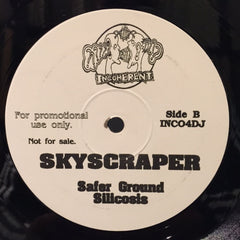 INCOHERENT
For promotional
use only.
Not for sale.
Side B
INCO4DJ
SKYSCRAPER
Safer Ground
Silicosis